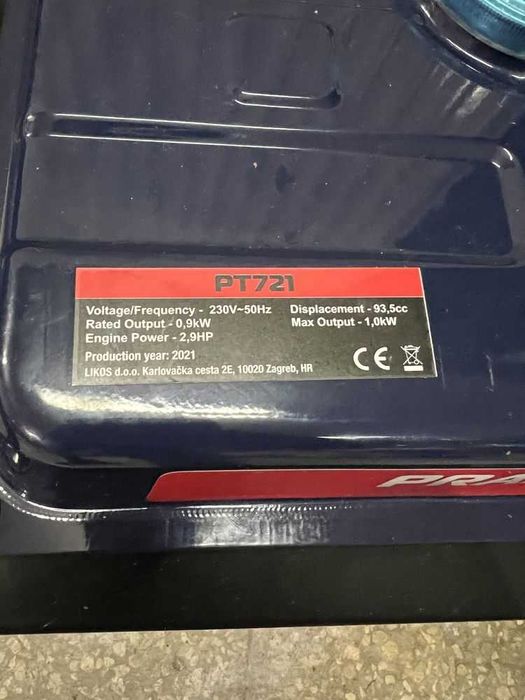 PT721
Voltage/Frequency - 230V~50Hz Displacement - 93,5cc
Rated Output - 0,9kW Max Output - 1,0kW
Engine Power - 2,9HP
Production year: 2021
LIKOS d.o.o. Karlovačka cesta 2E, 10020 Zagreb, HR
CE
PRA